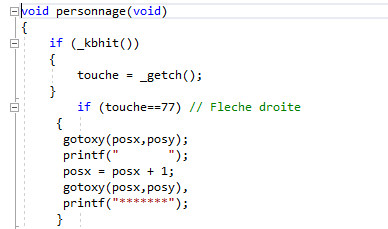 void personnage(void)
{
if (_kbhit())
{
touche = _getch();
}
if (touche==77) // Fleche droite
{
gotoxy(posx,posy);
printf("       ");
posx = posx + 1;
gotoxy(posx,posy),
printf("*******");
}